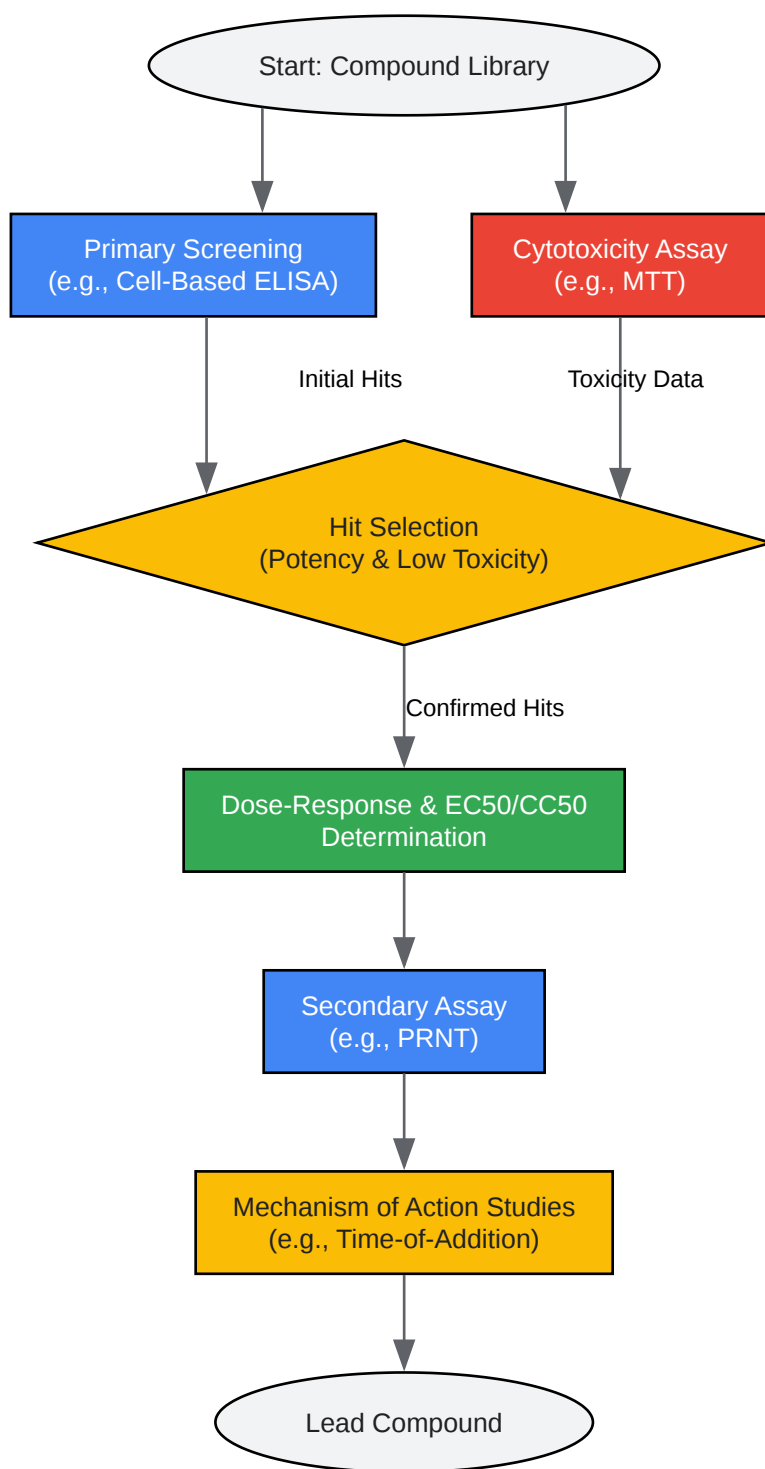 Start: Compound Library
Primary Screening
(e.g., Cell-Based ELISA)
Cytotoxicity Assay
(e.g., MTT)
Initial Hits
Toxicity Data
Hit Selection
(Potency & Low Toxicity)
Confirmed Hits
Dose-Response & EC50/CC50
Determination
Secondary Assay
(e.g., PRNT)
Mechanism of Action Studies
(e.g., Time-of-Addition)
Lead Compound